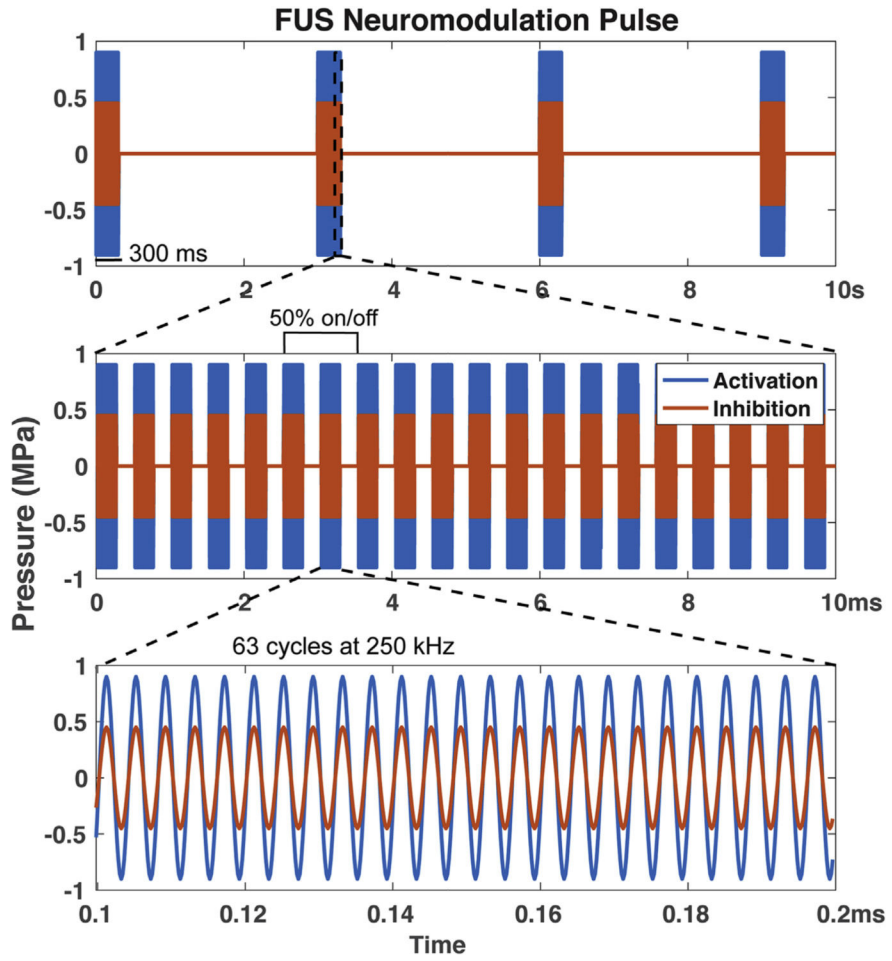 FUS Neuromodulation Pulse
1
0.5
0
-0.5
-1
300 ms
0 2 4 6 8 10s
50% on/off
1
0.5
0
-0.5
-1
Activation
Inhibition
0 2 4 6 8 10ms
Pressure (MPa)
63 cycles at 250 kHz
1
0.5
0
-0.5
-1
0.1 0.12 0.14 0.16 0.18 0.2ms
Time